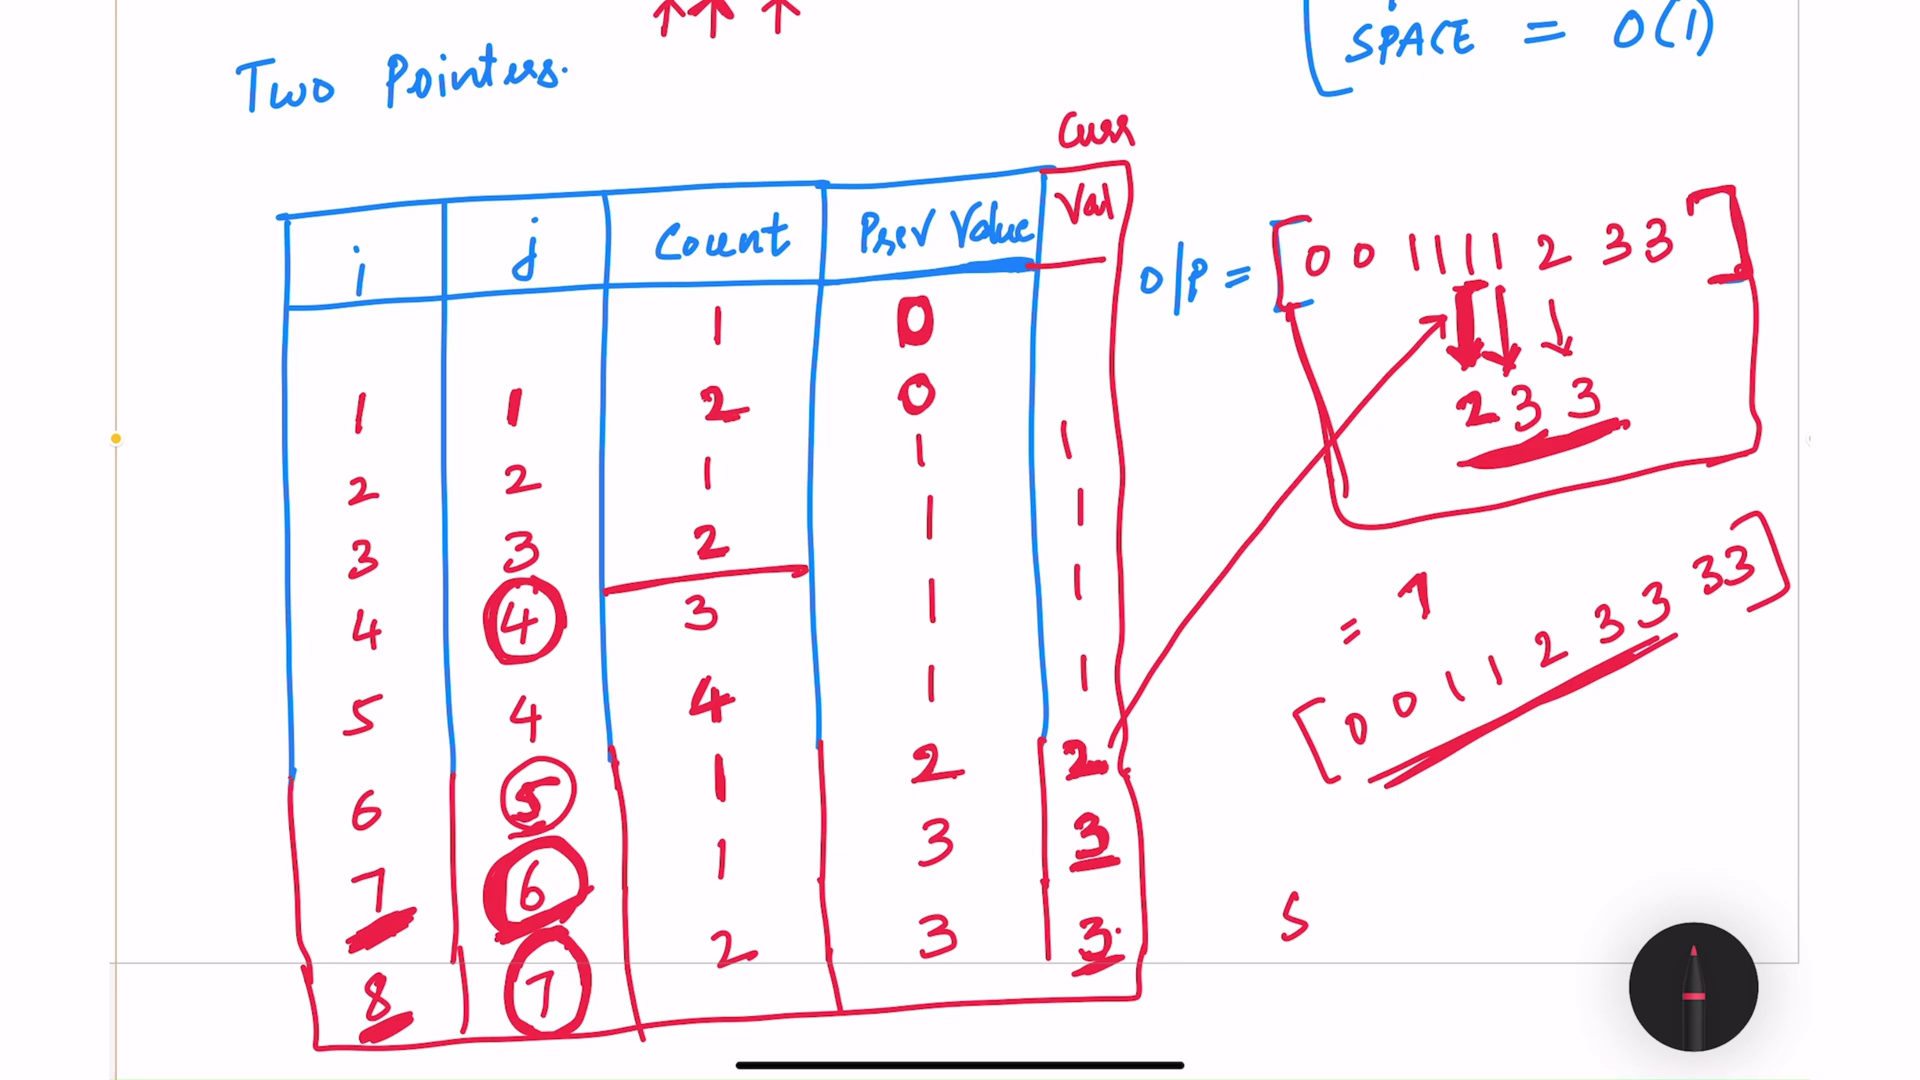 SPACE = O(1)
Two Pointers.
Curr
Val
i j Count Prev Value
1 0
1 1 2 0
2 2 1 1 1
3 3 2 1 1
4 4 3 1 1
5 4 4 1 1
6 5 1 2 2
7 6 1 3 3
8 7 2 3 3
O/P = [0 0 1 1 1 1 2 3 3]
2 3 3
= 7
[0 0 1 1 2 3 3 3 3]
S